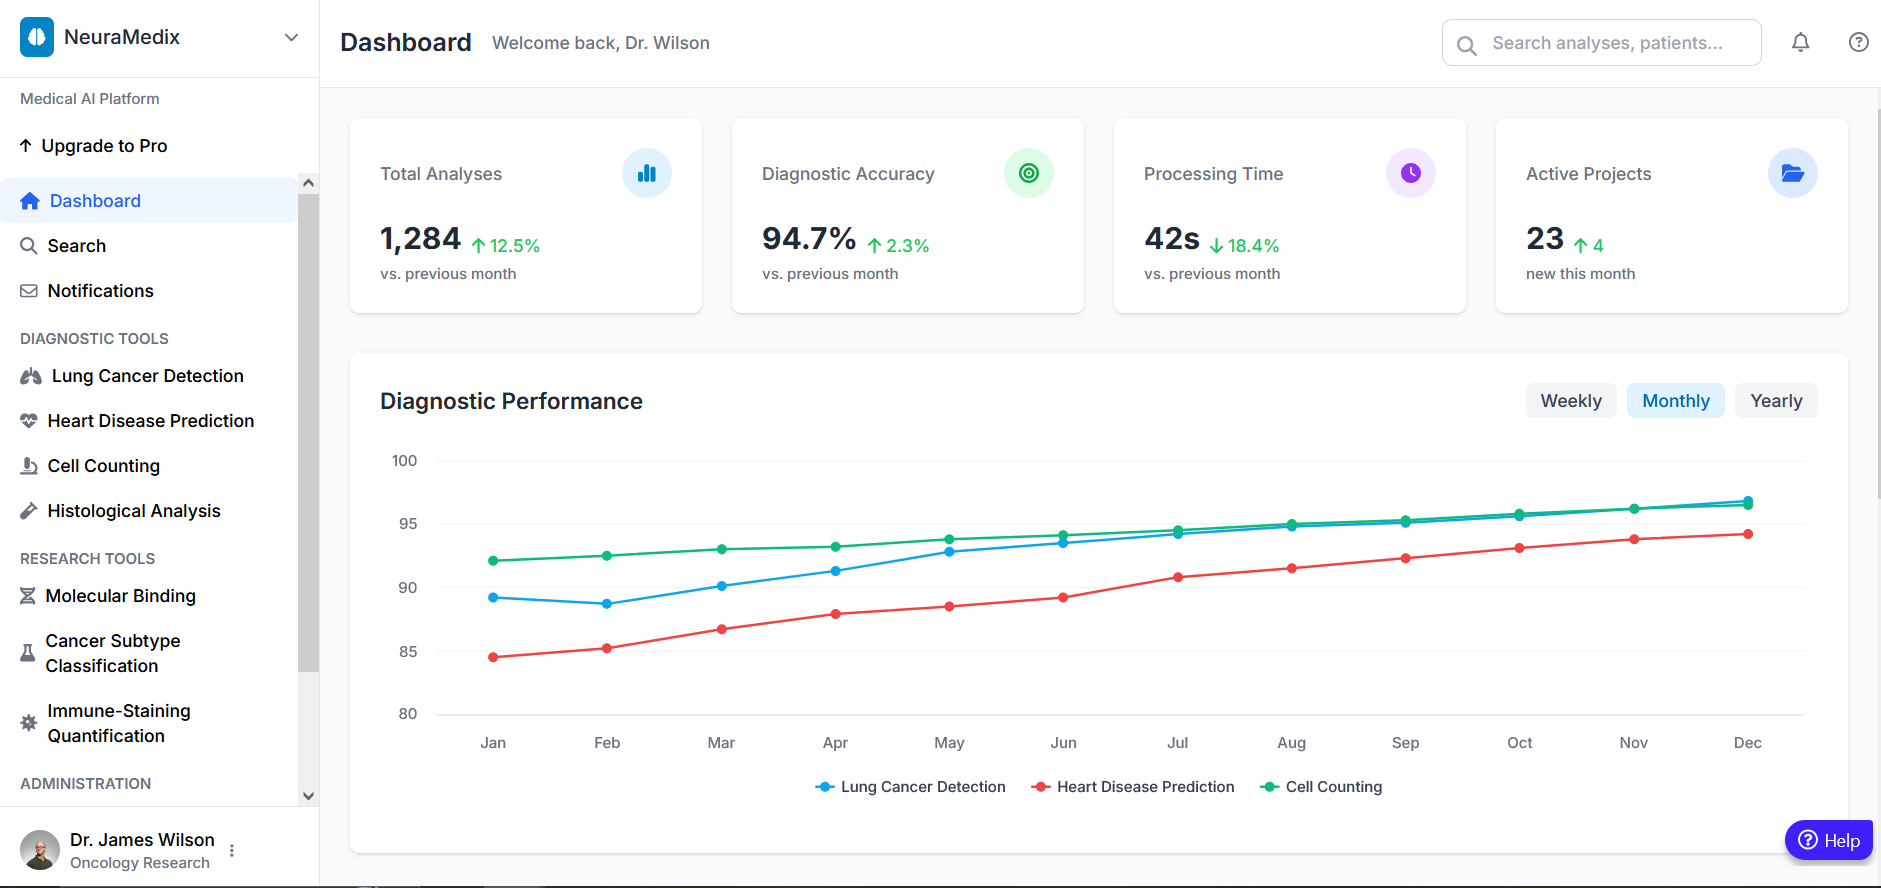 NeuraMedix
Medical AI Platform
Upgrade to Pro
Dashboard
Search
Notifications
DIAGNOSTIC TOOLS
Lung Cancer Detection
Heart Disease Prediction
Cell Counting
Histological Analysis
RESEARCH TOOLS
Molecular Binding
Cancer Subtype
Classification
Immune-Staining
Quantification
ADMINISTRATION
Dr. James Wilson
Oncology Research
Dashboard Welcome back, Dr. Wilson
Search analyses, patients...
Total Analyses
1,284 12.5%
vs. previous month
Diagnostic Accuracy
94.7% 2.3%
vs. previous month
Processing Time
42s 18.4%
vs. previous month
Active Projects
23 4
new this month
Diagnostic Performance
Weekly Monthly Yearly
100
95
90
85
80
Jan Feb Mar Apr May Jun Jul Aug Sep Oct Nov Dec
Lung Cancer Detection Heart Disease Prediction Cell Counting
Help